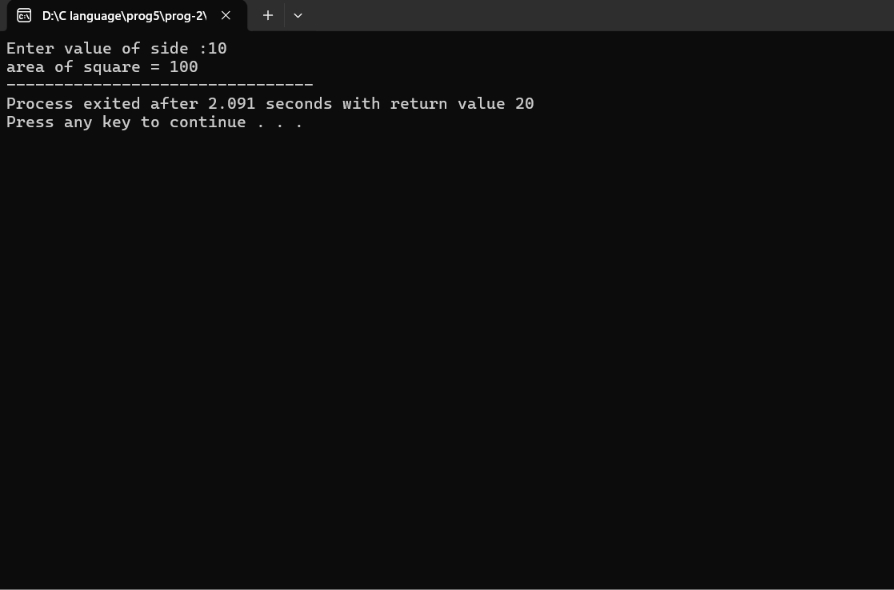 D:\C language\prog5\prog-2\
Enter value of side :10
area of square = 100
--------------------------------
Process exited after 2.091 seconds with return value 20
Press any key to continue . . .